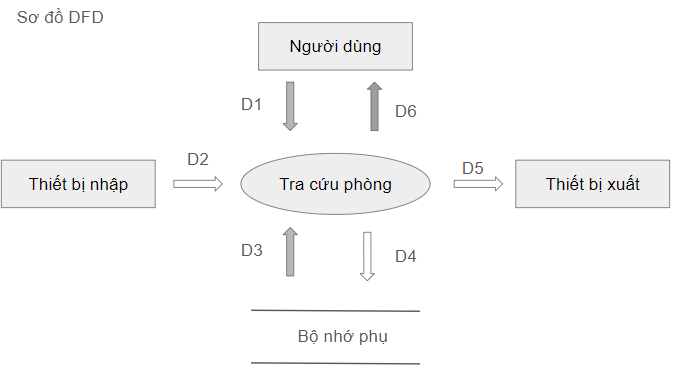 Sơ đồ DFD
Người dùng
D1
D6
D2
D5
Thiết bị nhập
Tra cứu phòng
Thiết bị xuất
D3
D4
Bộ nhớ phụ